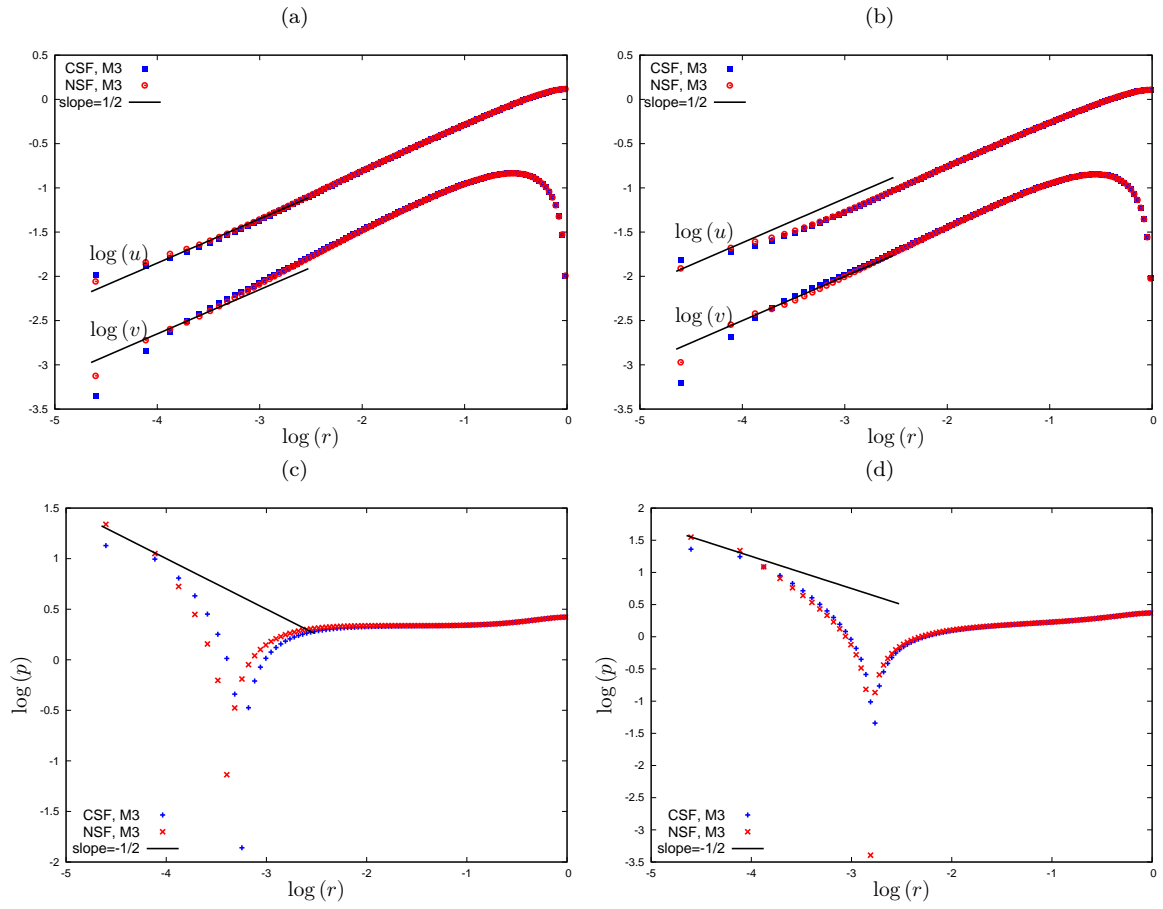 (a)
0.5
0
-0.5
-1
-1.5
-2
-2.5
-3
-3.5
CSF, M3
NSF, M3
slope=1/2
log (u)
log (v)
-5 -4 -3 -2 -1 0
log (r)
(b)
0.5
0
-0.5
-1
-1.5
-2
-2.5
-3
-3.5
CSF, M3
NSF, M3
slope=1/2
log (u)
log (v)
-5 -4 -3 -2 -1 0
log (r)
(c)
1.5
1
0.5
0
-0.5
-1
-1.5
-2
log (p)
CSF, M3
NSF, M3
slope=-1/2
-5 -4 -3 -2 -1 0
log (r)
(d)
2
1.5
1
0.5
0
-0.5
-1
-1.5
-2
-2.5
-3
-3.5
log (p)
CSF, M3
NSF, M3
slope=-1/2
-5 -4 -3 -2 -1 0
log (r)